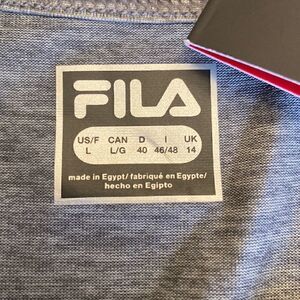 FILA
US/F CAN D I UK
L L/G 40 46/48 14
made in Egypt/ fabriqué en Egypte/
hecho en Egipto